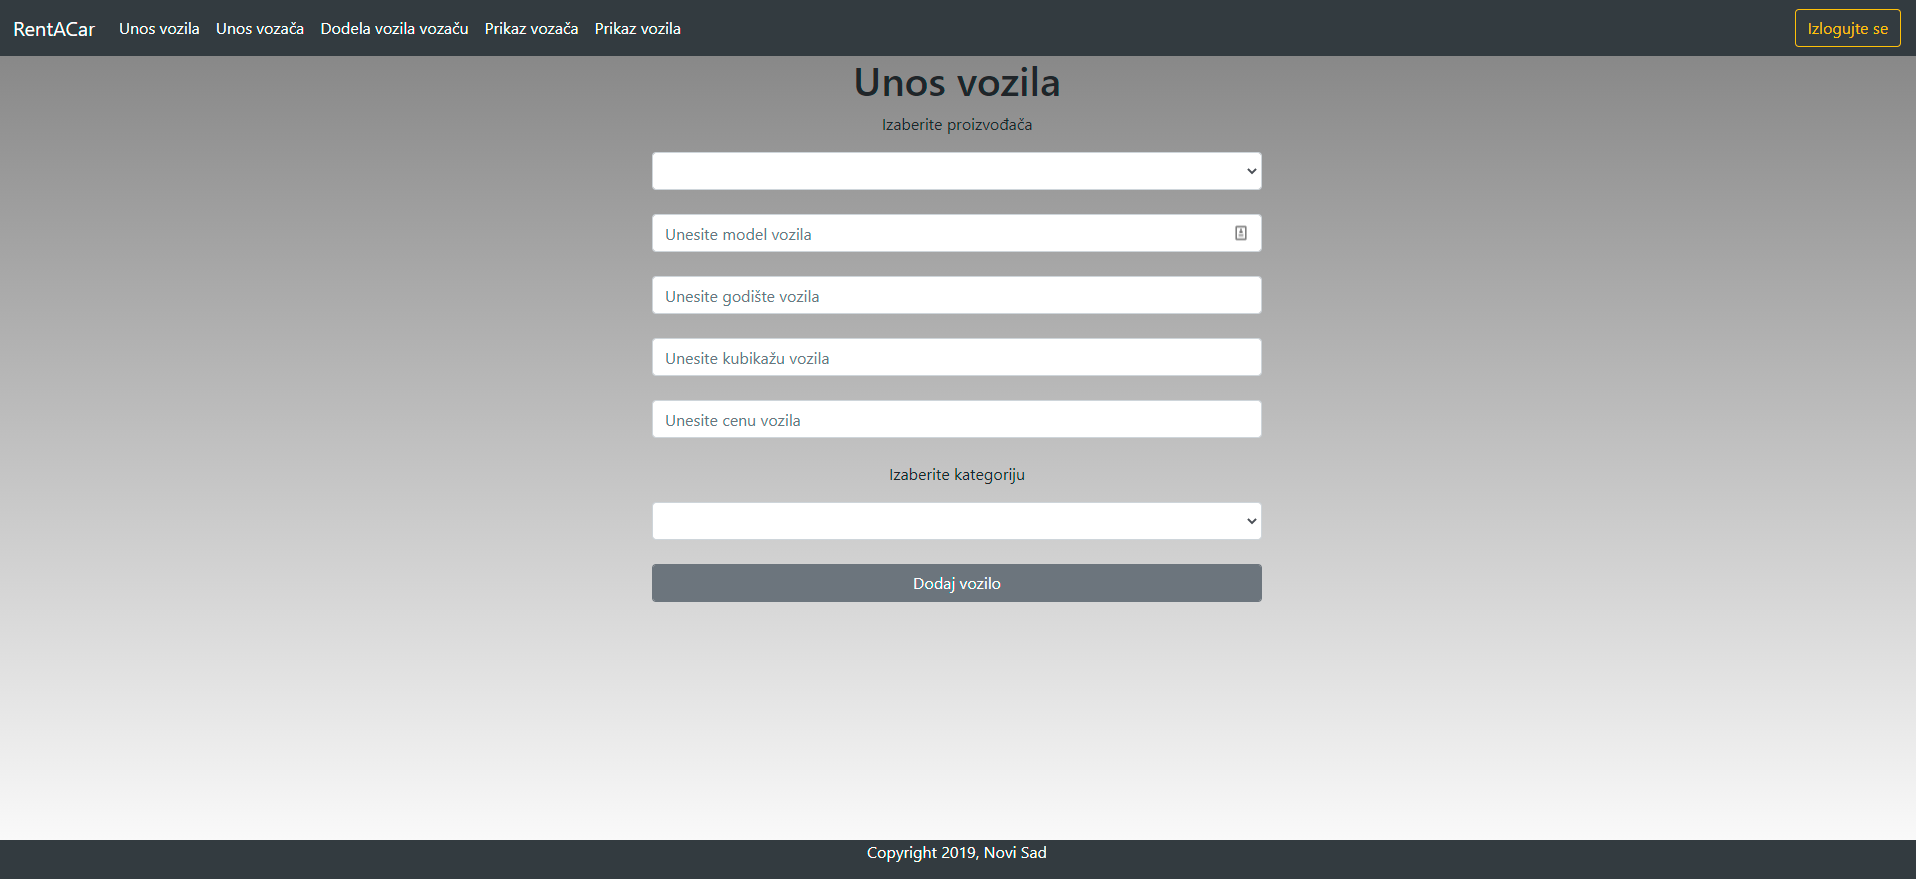 RentACar Unos vozila Unos vozača Dodela vozila vozaču Prikaz vozača Prikaz vozila Izlogujte se
Unos vozila
Izaberite proizvođača
Unesite model vozila
Unesite godište vozila
Unesite kubikažu vozila
Unesite cenu vozila
Izaberite kategoriju
Dodaj vozilo
Copyright 2019, Novi Sad